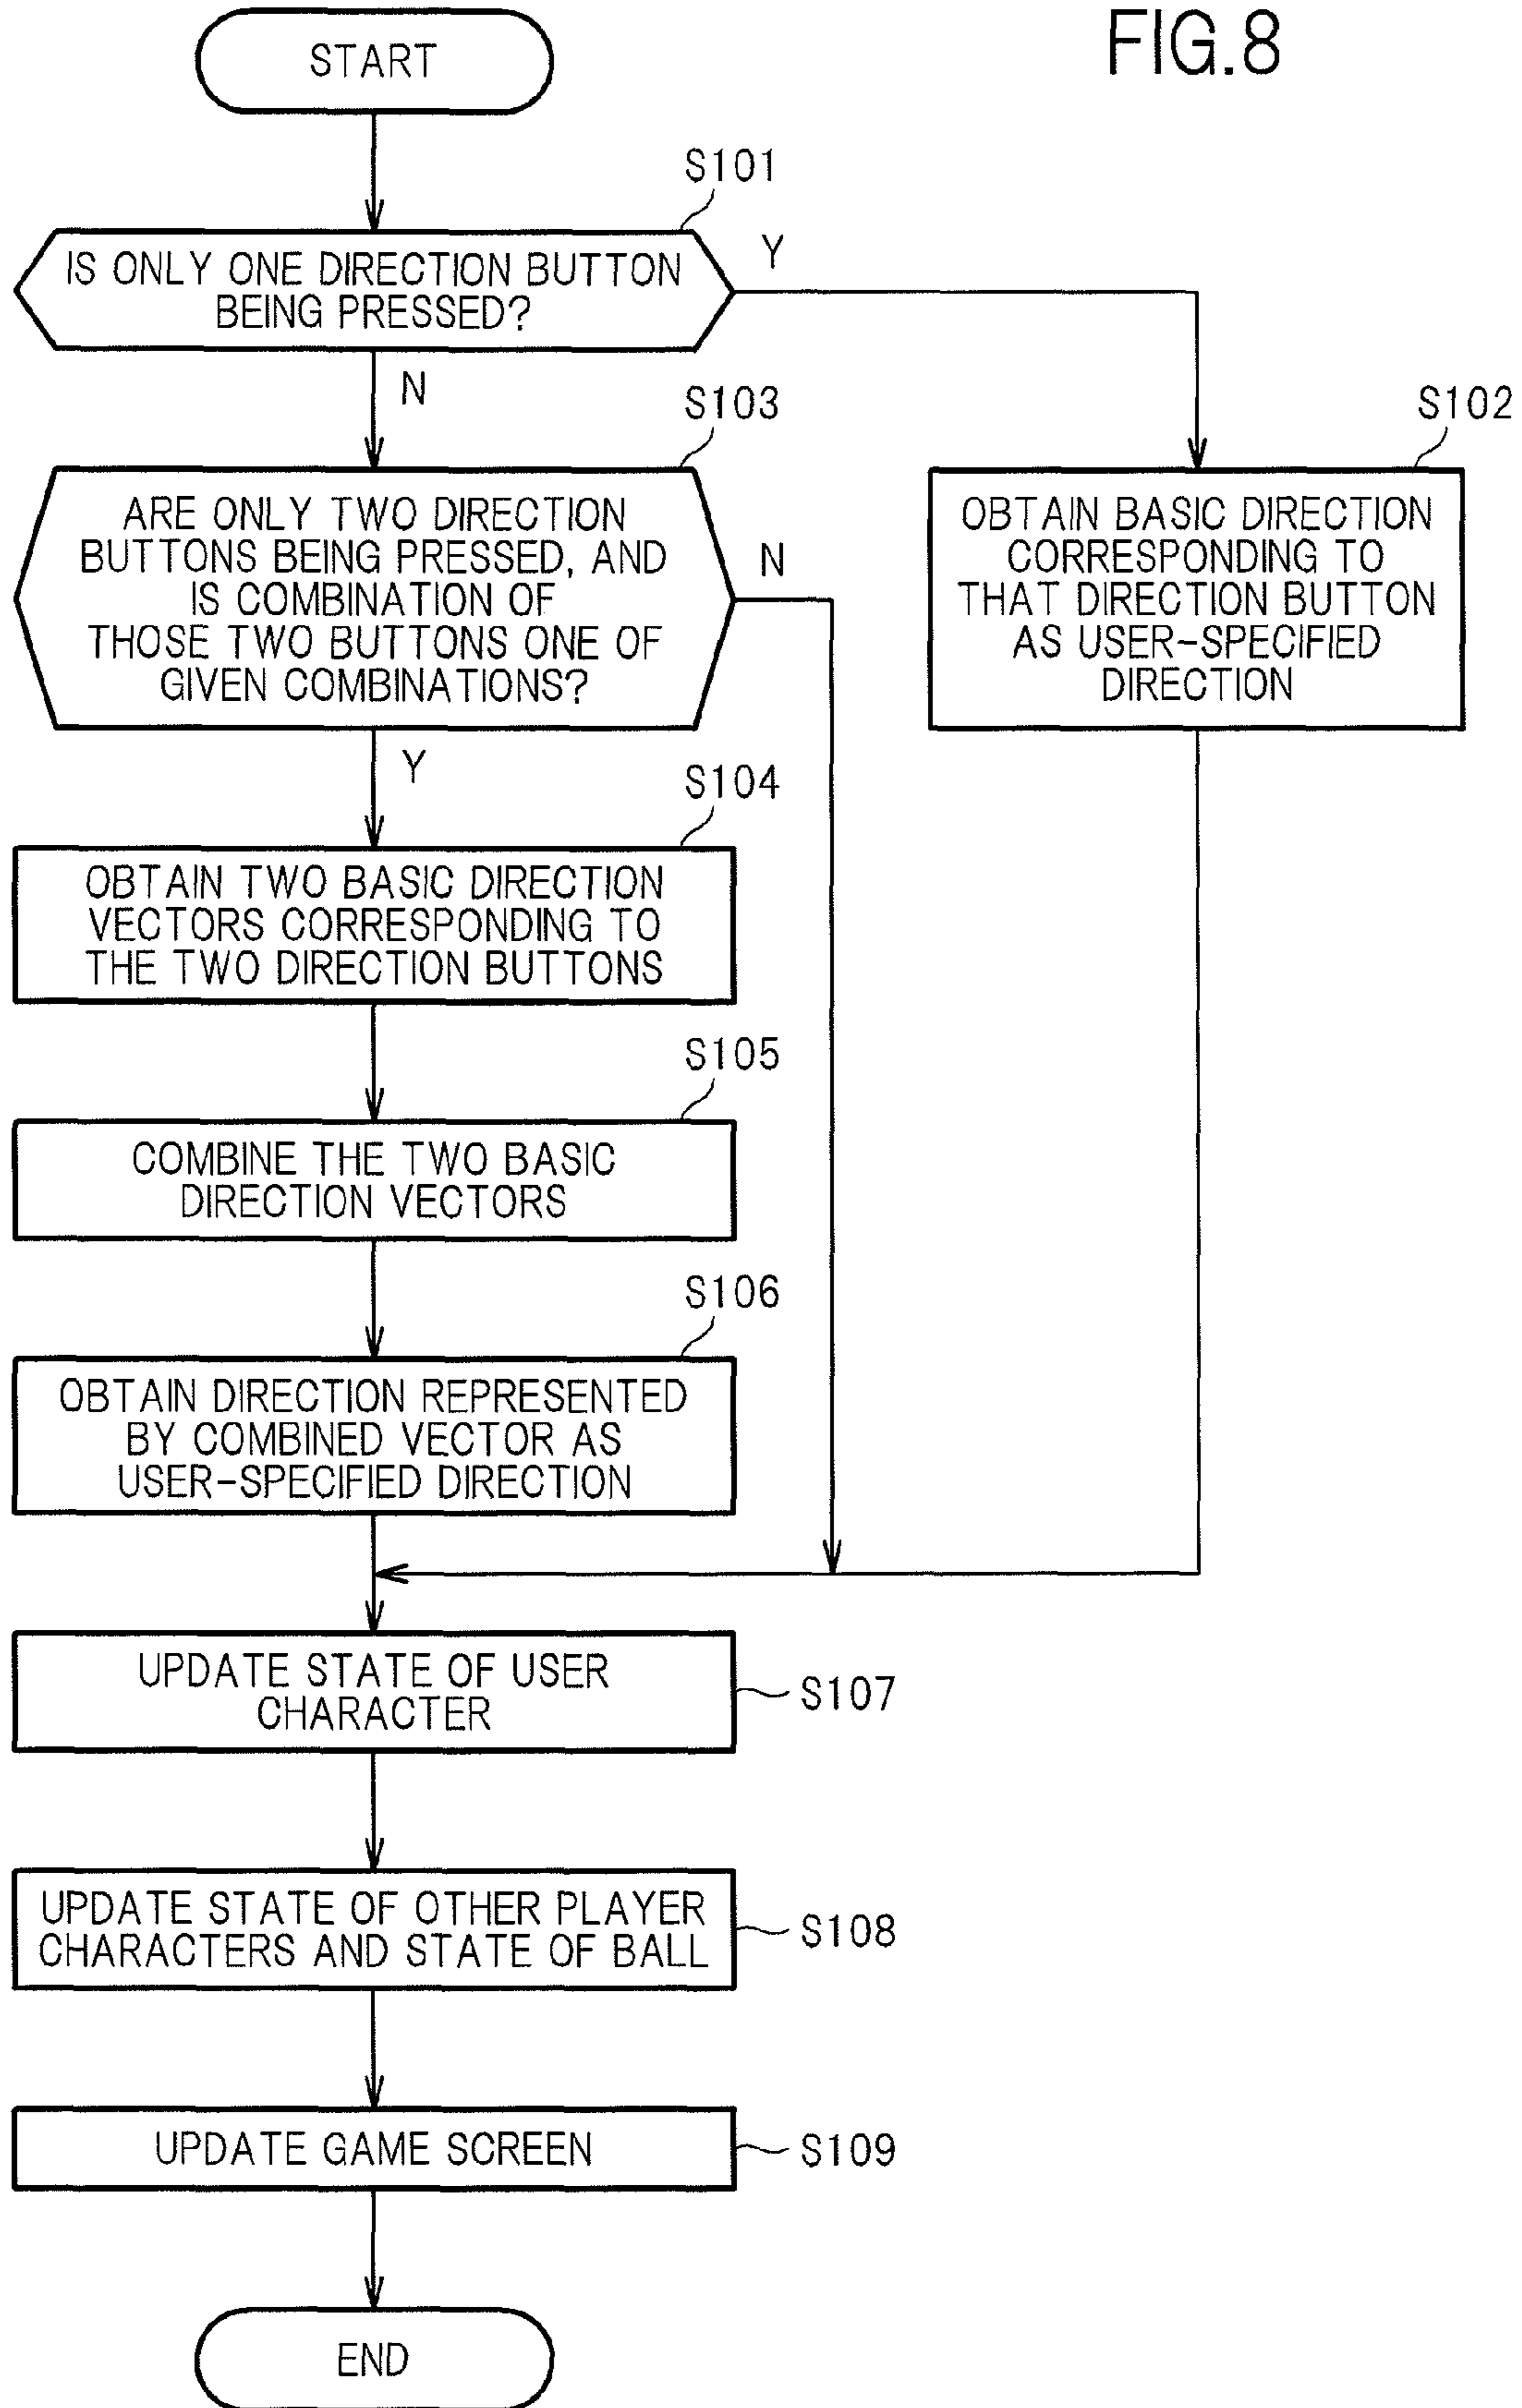 FIG.8
START
S101
IS ONLY ONE DIRECTION BUTTON
BEING PRESSED?
Y
N
S103
ARE ONLY TWO DIRECTION
BUTTONS BEING PRESSED, AND
IS COMBINATION OF
THOSE TWO BUTTONS ONE OF
GIVEN COMBINATIONS?
N
Y
S102
OBTAIN BASIC DIRECTION
CORRESPONDING TO
THAT DIRECTION BUTTON
AS USER-SPECIFIED
DIRECTION
S104
OBTAIN TWO BASIC DIRECTION
VECTORS CORRESPONDING TO
THE TWO DIRECTION BUTTONS
S105
COMBINE THE TWO BASIC
DIRECTION VECTORS
S106
OBTAIN DIRECTION REPRESENTED
BY COMBINED VECTOR AS
USER-SPECIFIED DIRECTION
UPDATE STATE OF USER
CHARACTER
S107
UPDATE STATE OF OTHER PLAYER
CHARACTERS AND STATE OF BALL
S108
UPDATE GAME SCREEN
S109
END